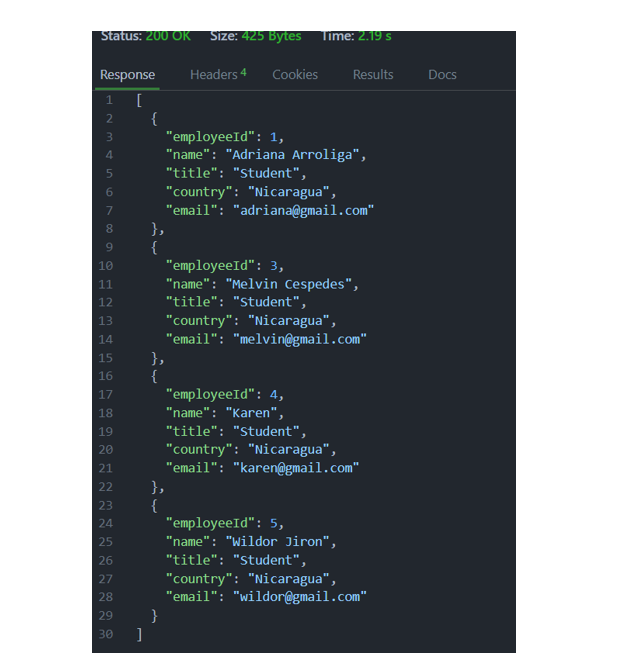 Status: 200 OK Size: 425 Bytes Time: 2.19 s
Response Headers 4 Cookies Results Docs
1 [
2 {
3 "employeeId": 1,
4 "name": "Adriana Arroliga",
5 "title": "Student",
6 "country": "Nicaragua",
7 "email": "adriana@gmail.com"
8 },
9 {
10 "employeeId": 3,
11 "name": "Melvin Cespedes",
12 "title": "Student",
13 "country": "Nicaragua",
14 "email": "melvin@gmail.com"
15 },
16 {
17 "employeeId": 4,
18 "name": "Karen",
19 "title": "Student",
20 "country": "Nicaragua",
21 "email": "karen@gmail.com"
22 },
23 {
24 "employeeId": 5,
25 "name": "Wildor Jiron",
26 "title": "Student",
27 "country": "Nicaragua",
28 "email": "wildor@gmail.com"
29 }
30 ]